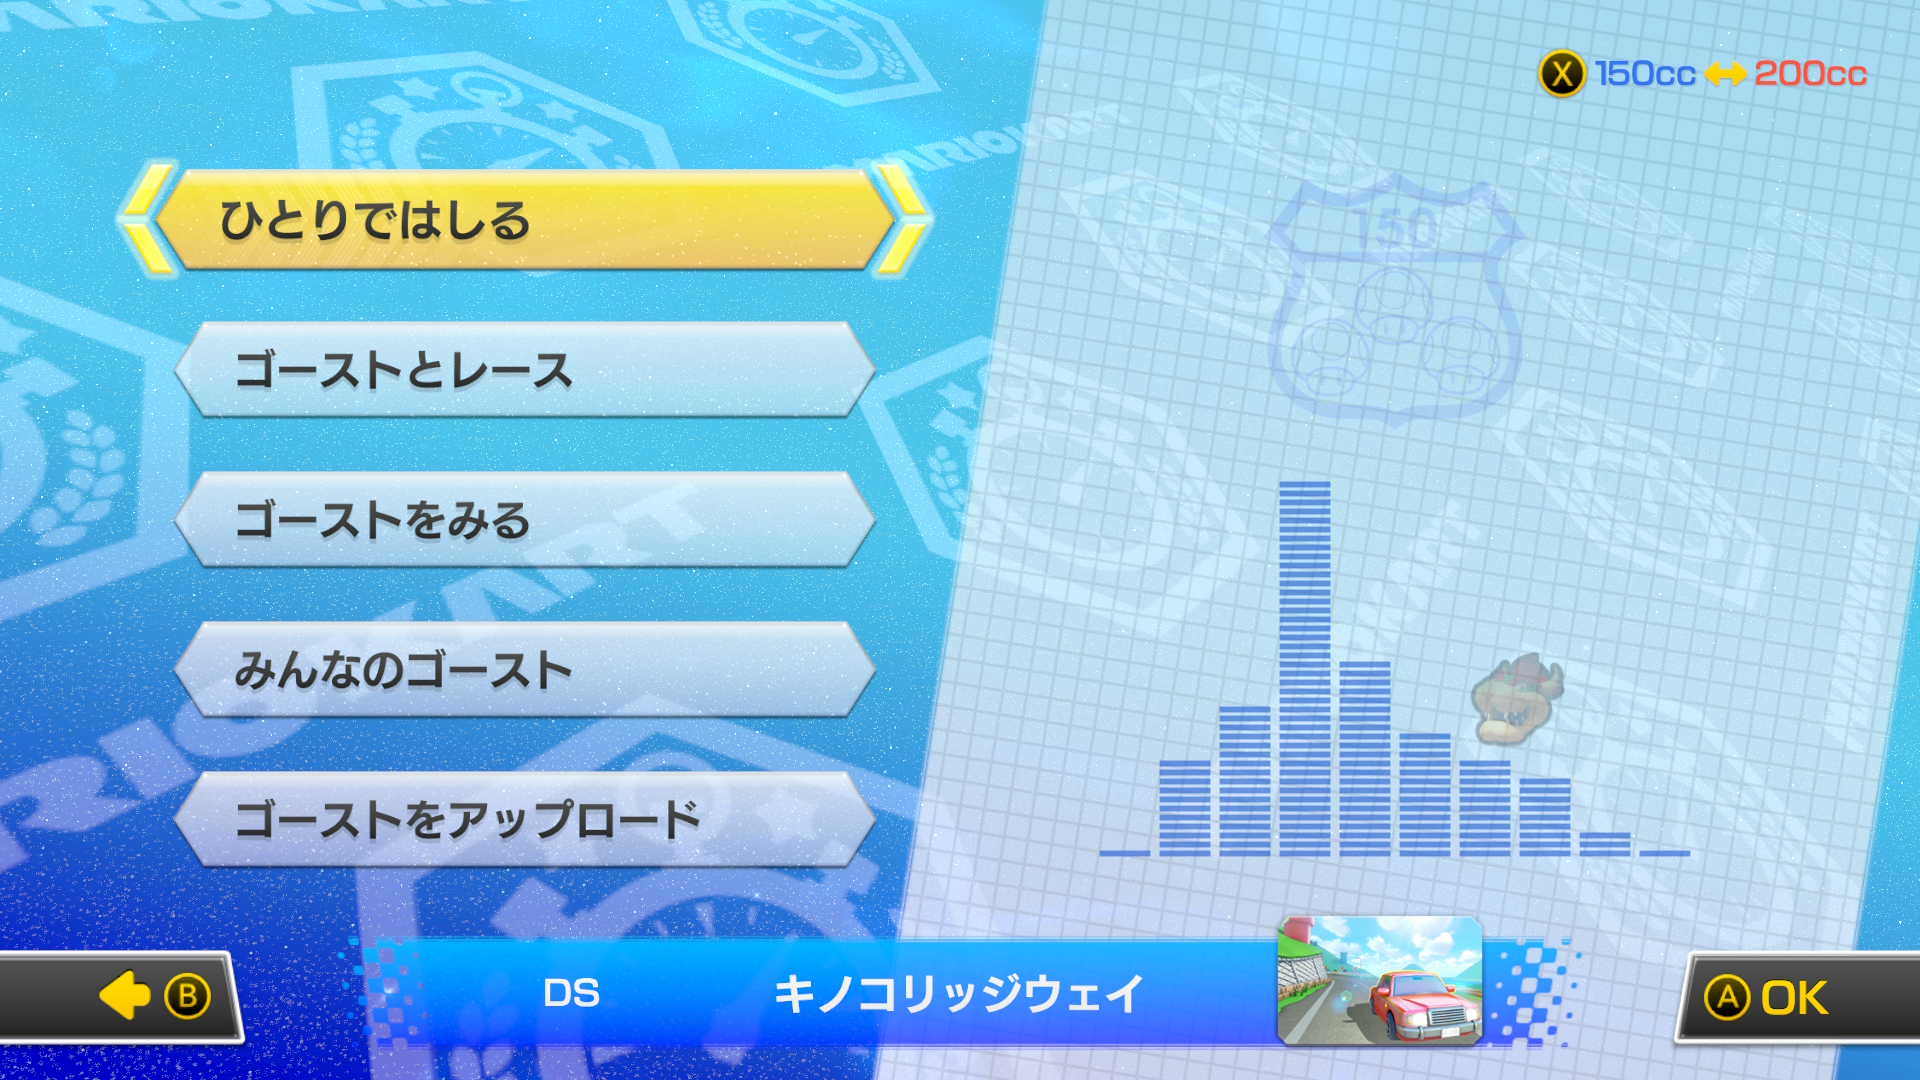 X 150cc 200cc
ひとりではしる
ゴーストとレース
ゴーストをみる
みんなのゴースト
ゴーストをアップロード
150
B
DS キノコリッジウェイ
A OK
MARIOKART